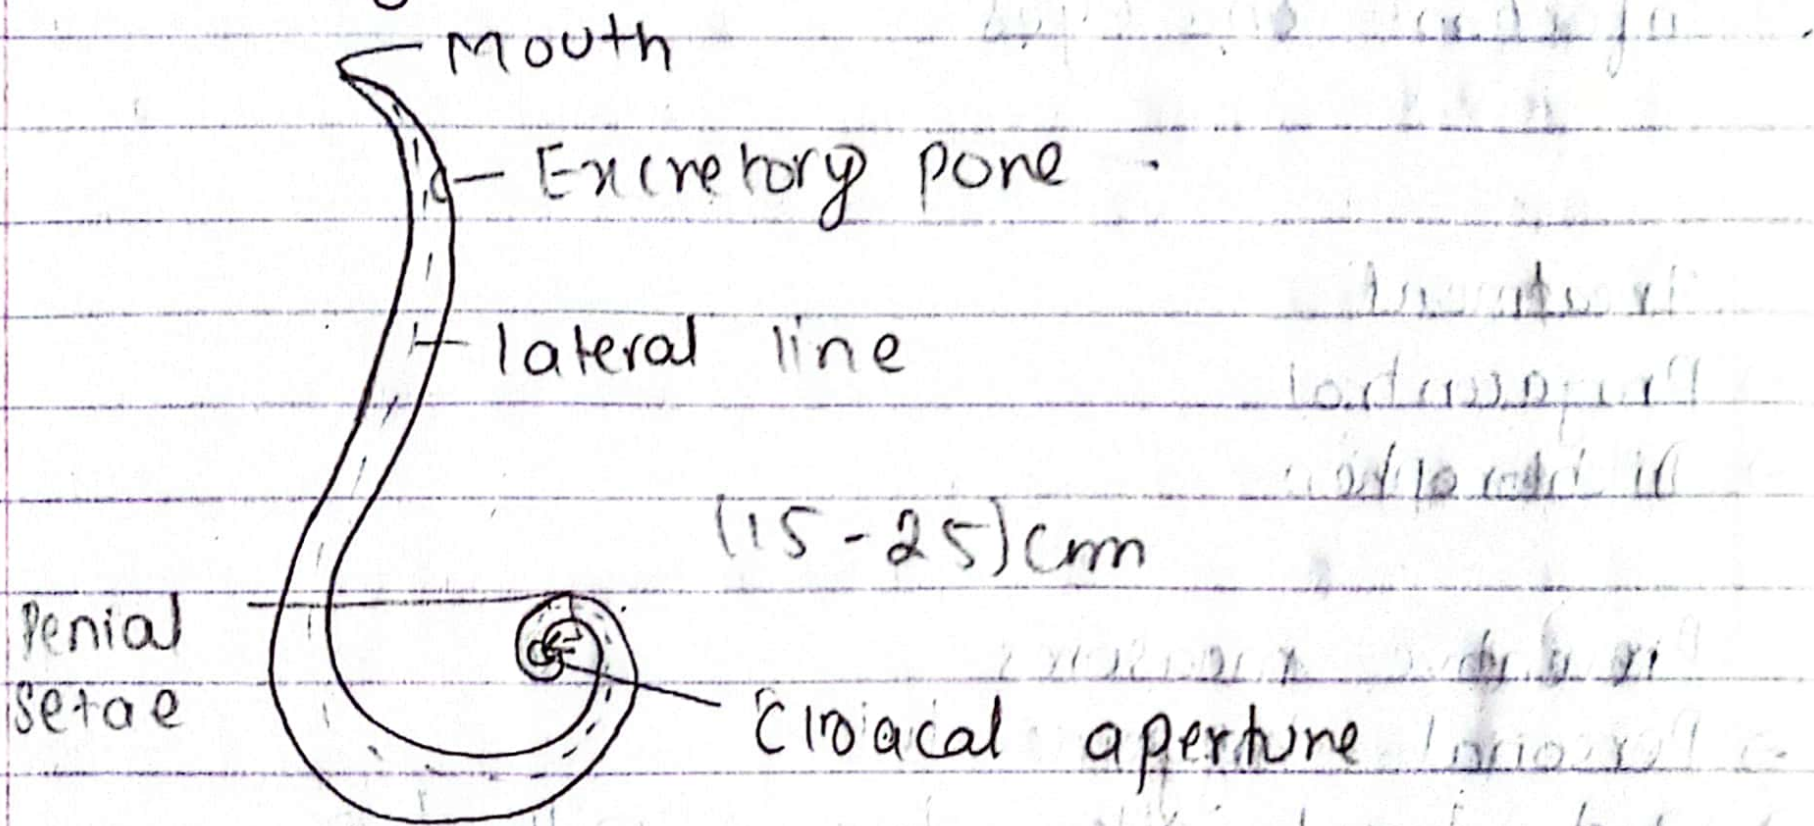 Mouth
Excretory pore
lateral line
(15-25)cm
Penial
setae
Cloacal aperture